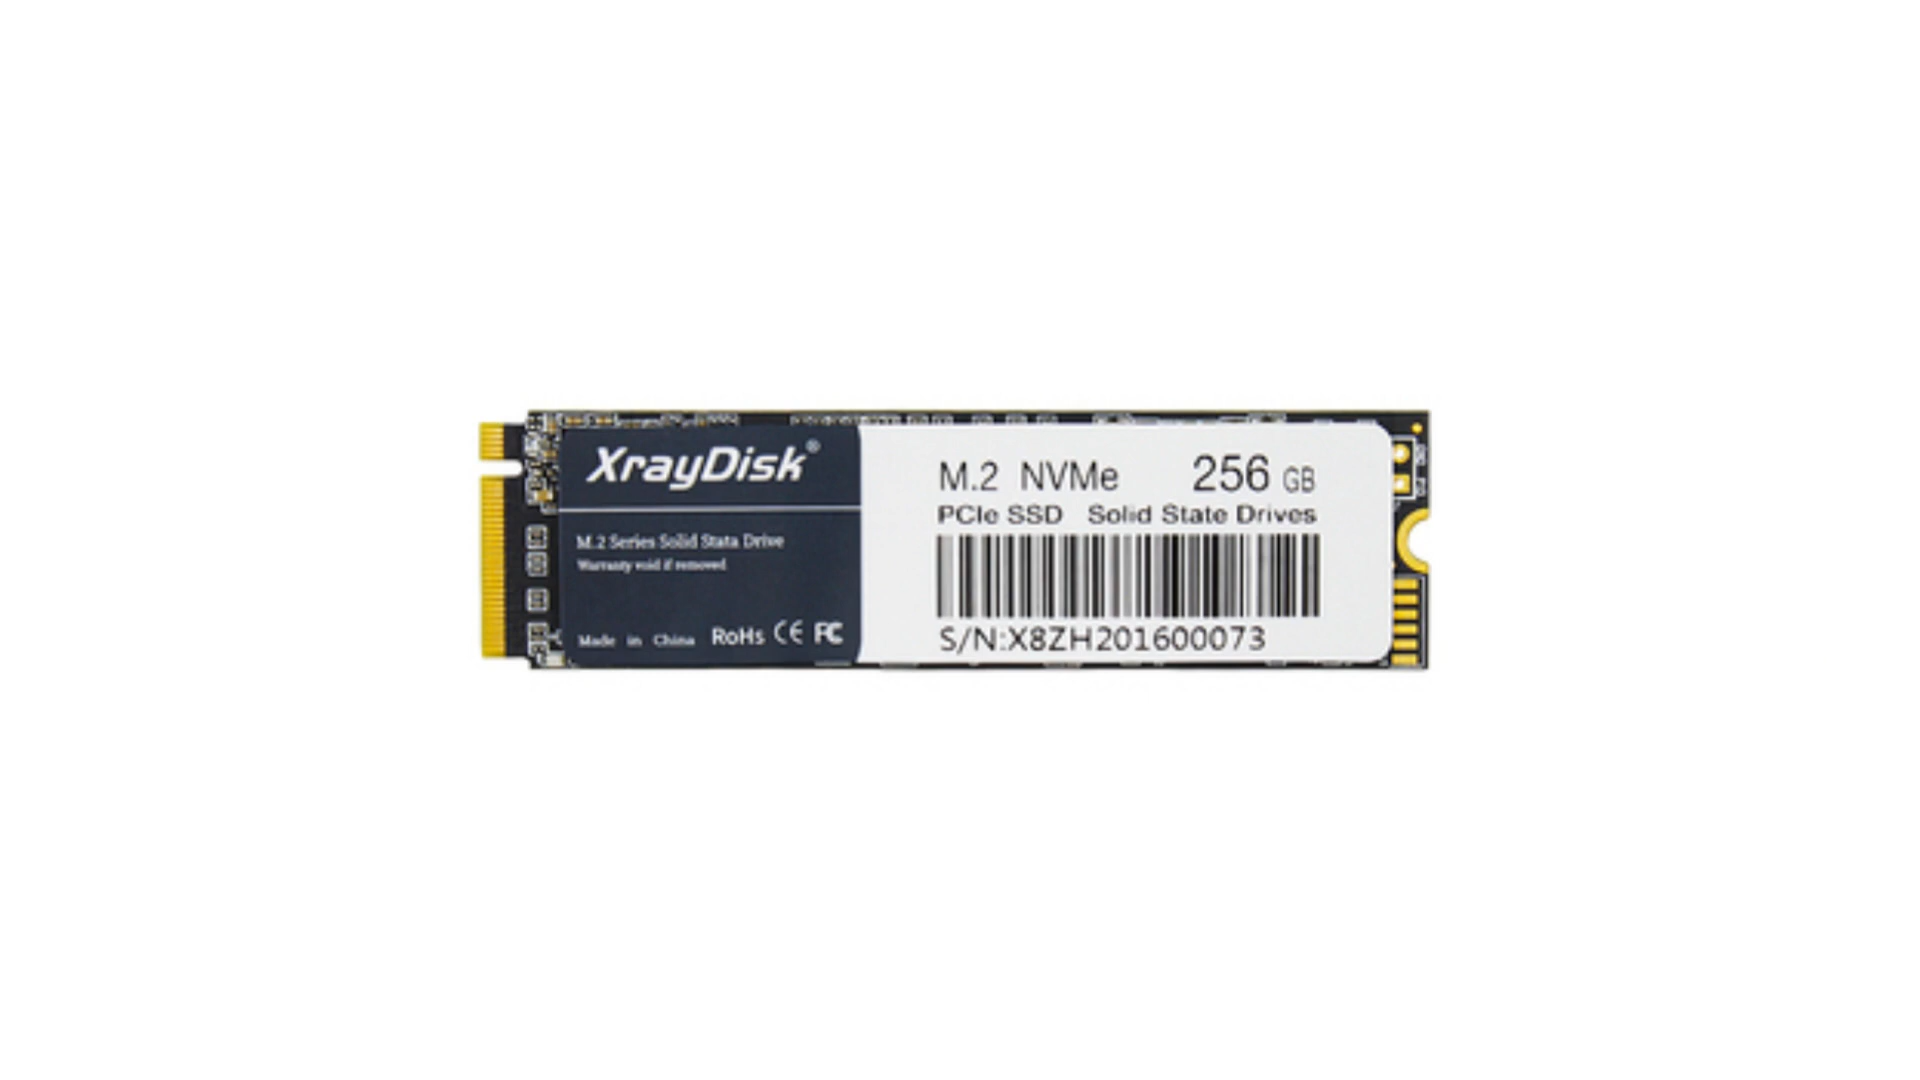 XrayDisk®
M.2 Series Solid Stata Drive
Warranty void if removed
Made in China RoHs CE FC
M.2 NVMe 256 GB
PCIe SSD Solid State Drives
S/N:X8ZH201600073